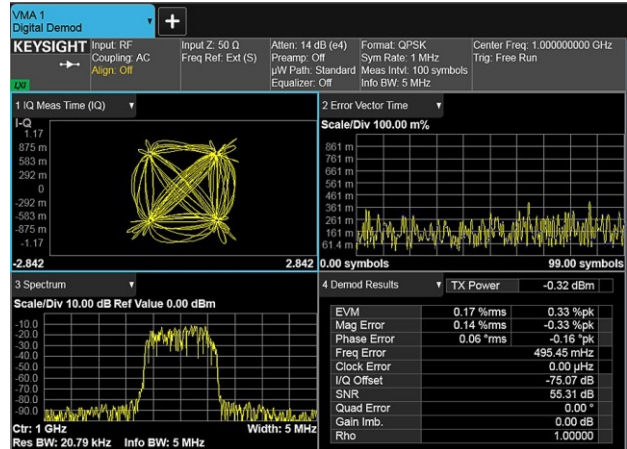 VMA 1
Digital Demod
KEYSIGHT
LXI
Input: RF
Coupling: AC
Align: Off
Input Z: 50 Ω
Freq Ref: Ext (S)
Atten: 14 dB (e4)
Preamp: Off
µW Path: Standard
Equalizer: Off
Format: QPSK
Sym Rate: 1 MHz
Meas Intvl: 100 symbols
Info BW: 5 MHz
Center Freq: 1.000000000 GHz
Trig: Free Run
1 IQ Meas Time (IQ)
I-Q
1.17
875 m
583 m
292 m
0
-292 m
-583 m
-875 m
-1.17
-2.842 2.842
2 Error Vector Time
Scale/Div 100.00 m%
861 m
761 m
661 m
561 m
461 m
361 m
261 m
161 m
61.4 m
0.00 symbols 99.00 symbols
3 Spectrum
Scale/Div 10.00 dB Ref Value 0.00 dBm
-10.0
-20.0
-30.0
-40.0
-50.0
-60.0
-70.0
-80.0
-90.0
Ctr: 1 GHz Width: 5 MHz
Res BW: 20.79 kHz Info BW: 5 MHz
4 Demod Results TX Power -0.32 dBm
EVM 0.17 %rms 0.33 %pk
Mag Error 0.14 %rms -0.33 %pk
Phase Error 0.06 °rms -0.16 °pk
Freq Error 495.45 mHz
Clock Error 0.00 µHz
I/Q Offset -75.07 dB
SNR 55.31 dB
Quad Error 0.00 °
Gain Imb. 0.00 dB
Rho 1.00000